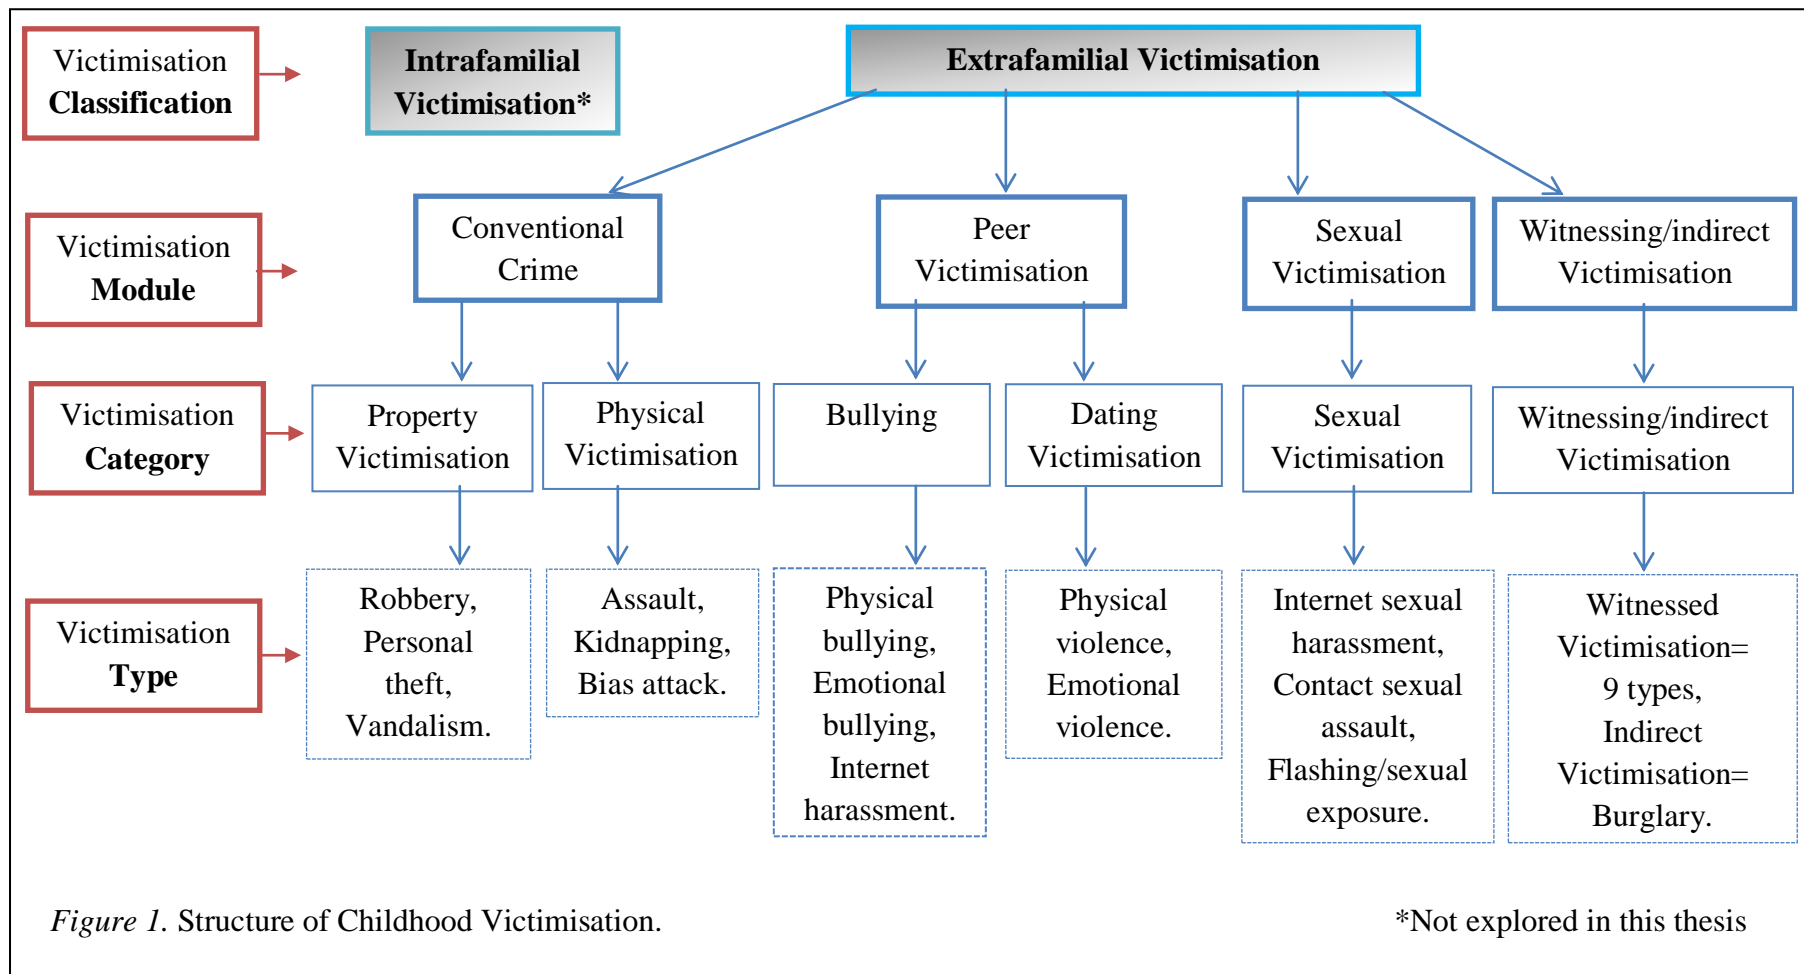 Victimisation
Classification
Intrafamilial
Victimisation*
Extrafamilial Victimisation
Victimisation
Module
Conventional
Crime
Peer
Victimisation
Sexual
Victimisation
Witnessing/indirect
Victimisation
Victimisation
Category
Property
Victimisation
Physical
Victimisation
Bullying
Dating
Victimisation
Sexual
Victimisation
Witnessing/indirect
Victimisation
Victimisation
Type
Robbery,
Personal
theft,
Vandalism.
Assault,
Kidnapping,
Bias attack.
Physical
bullying,
Emotional
bullying,
Internet
harassment.
Physical
violence,
Emotional
violence.
Internet sexual
harassment,
Contact sexual
assault,
Flashing/sexual
exposure.
Witnessed
Victimisation=
9 types,
Indirect
Victimisation=
Burglary.
Figure 1. Structure of Childhood Victimisation.
*Not explored in this thesis